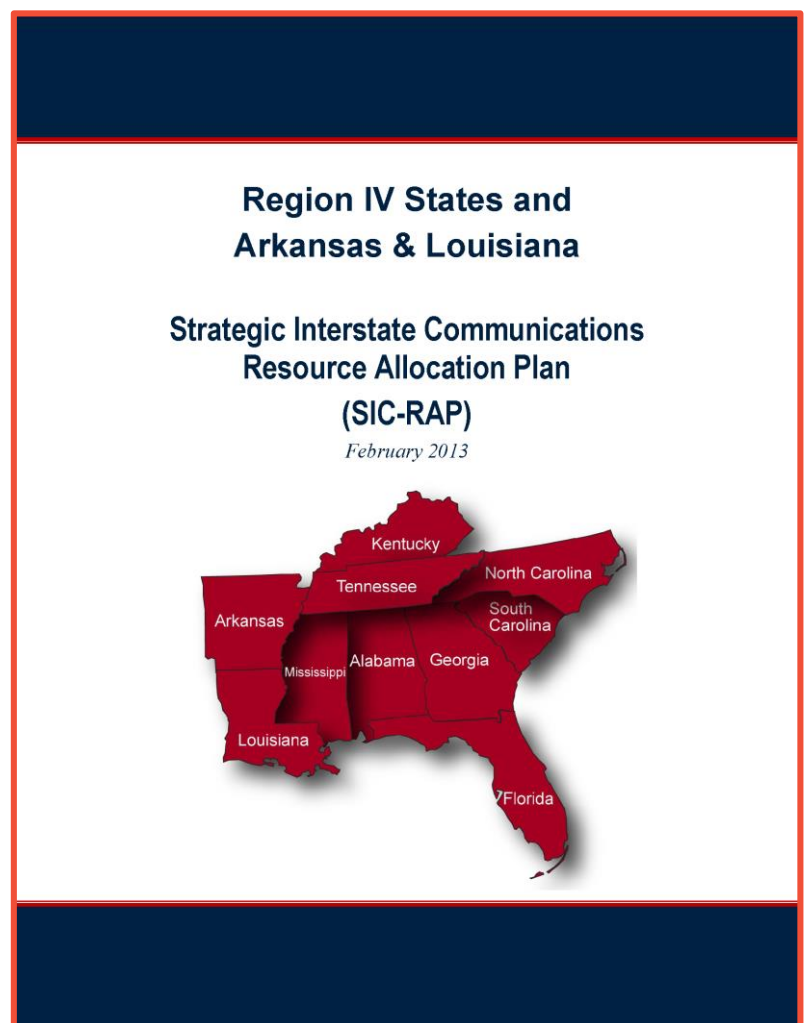 Region IV States and
Arkansas & Louisiana
Strategic Interstate Communications
Resource Allocation Plan
(SIC-RAP)
February 2013
Kentucky
Tennessee
North Carolina
Arkansas
South
Carolina
Mississippi
Alabama
Georgia
Louisiana
Florida